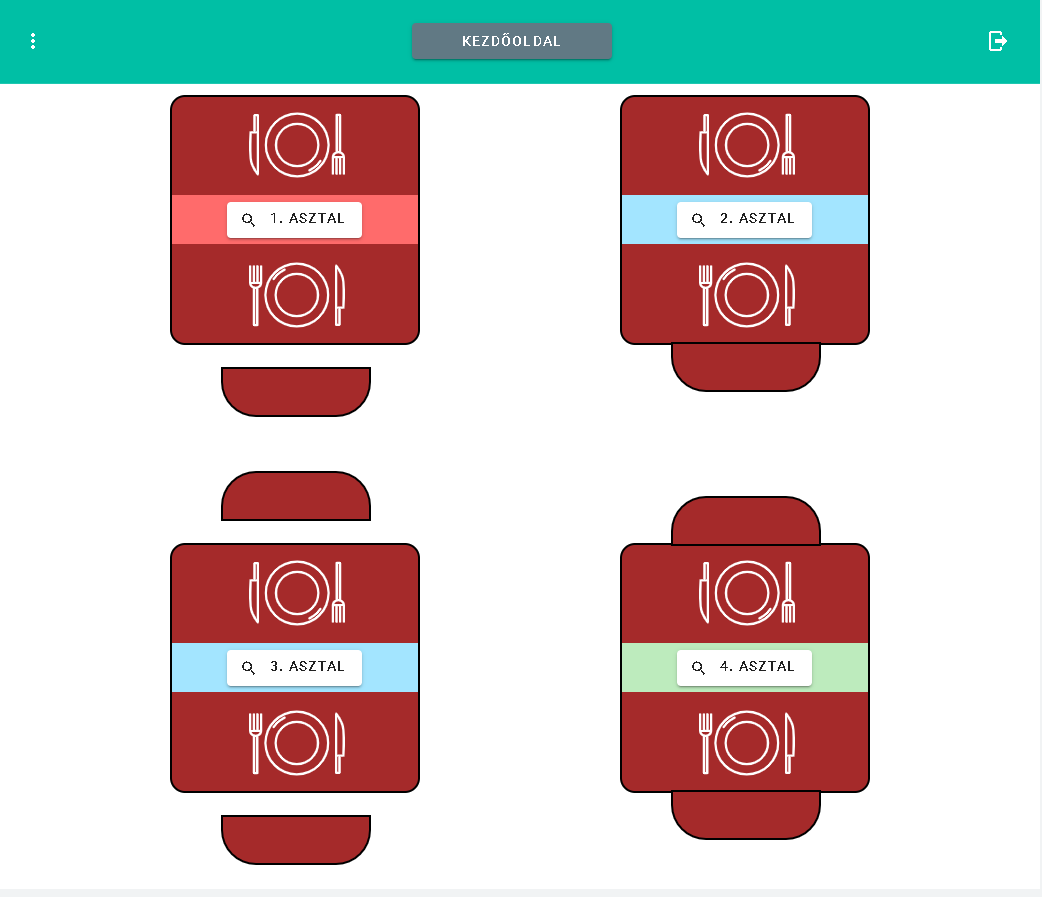 KEZDŐOLDAL
1. ASZTAL
2. ASZTAL
3. ASZTAL
4. ASZTAL